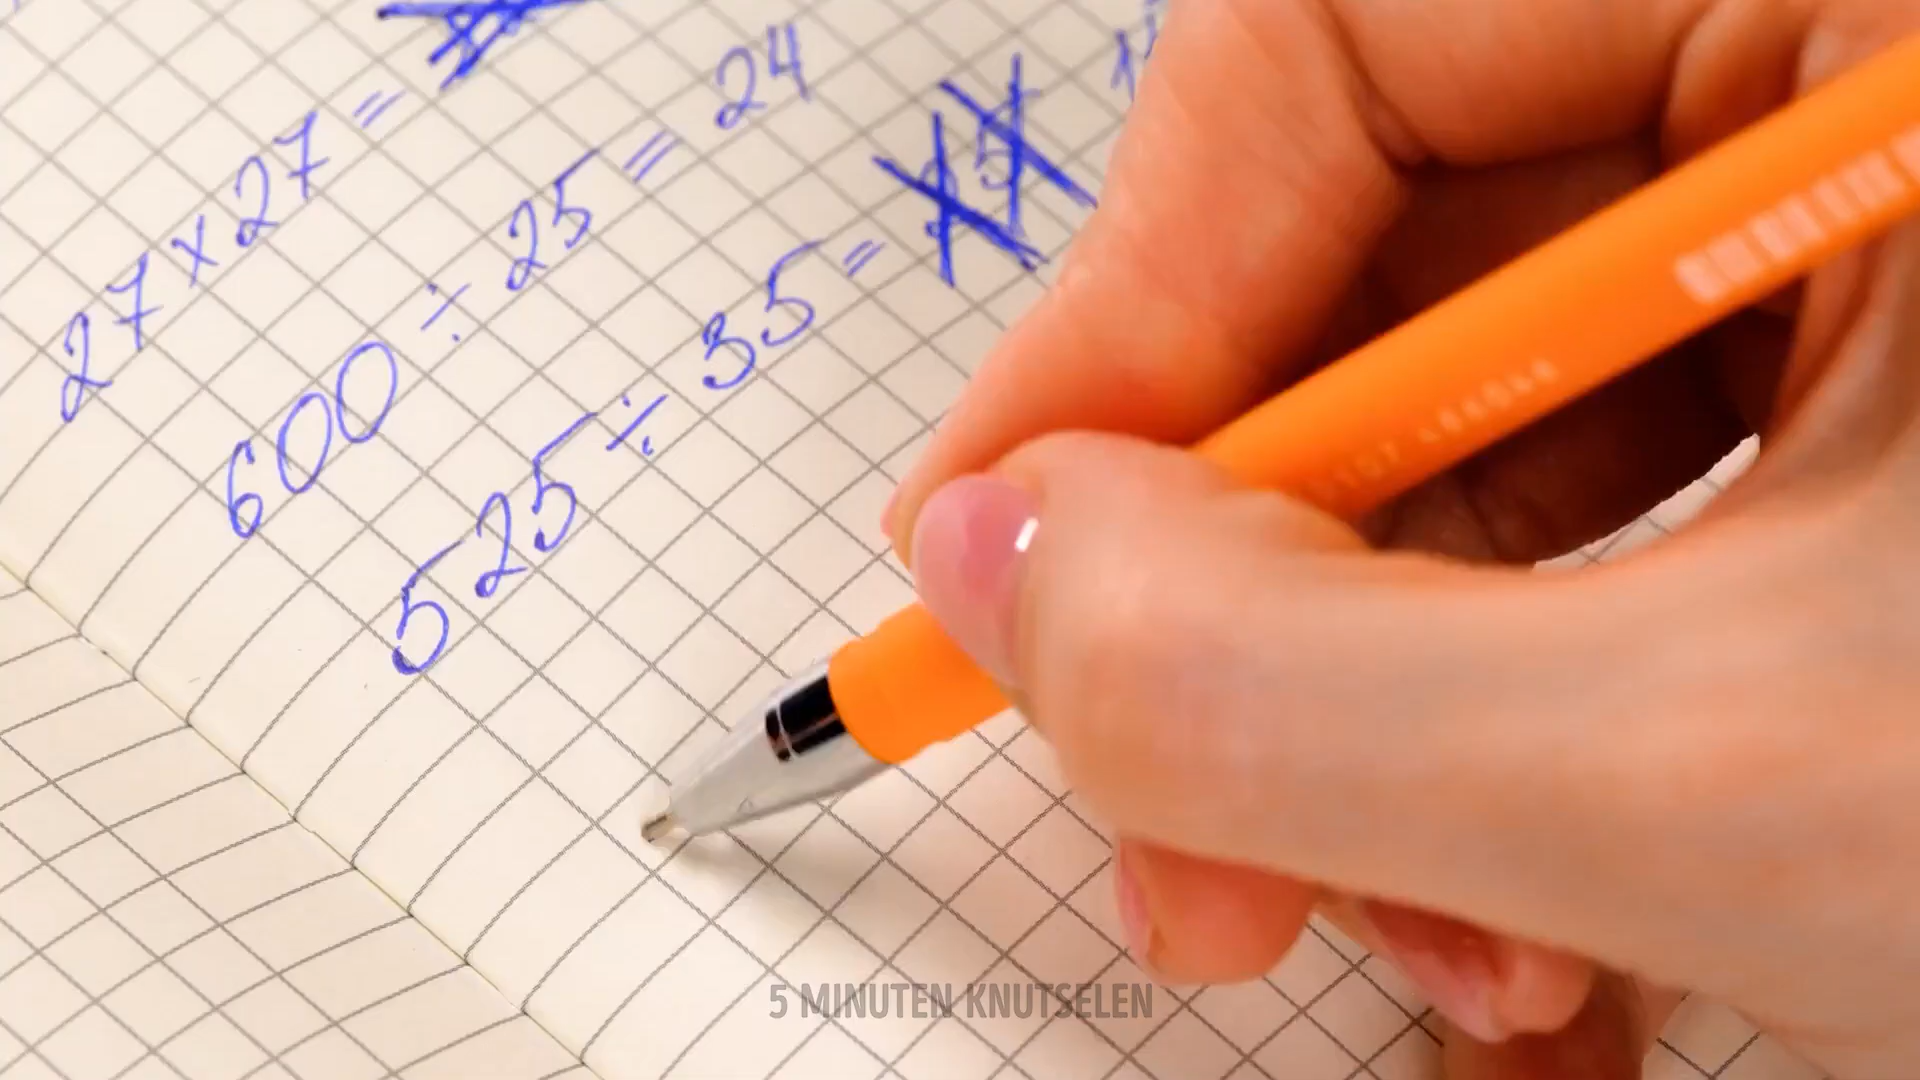 27 x 27 =
600 ÷ 25 = 24
525 ÷ 35 =
5 MINUTEN KNUTSELEN